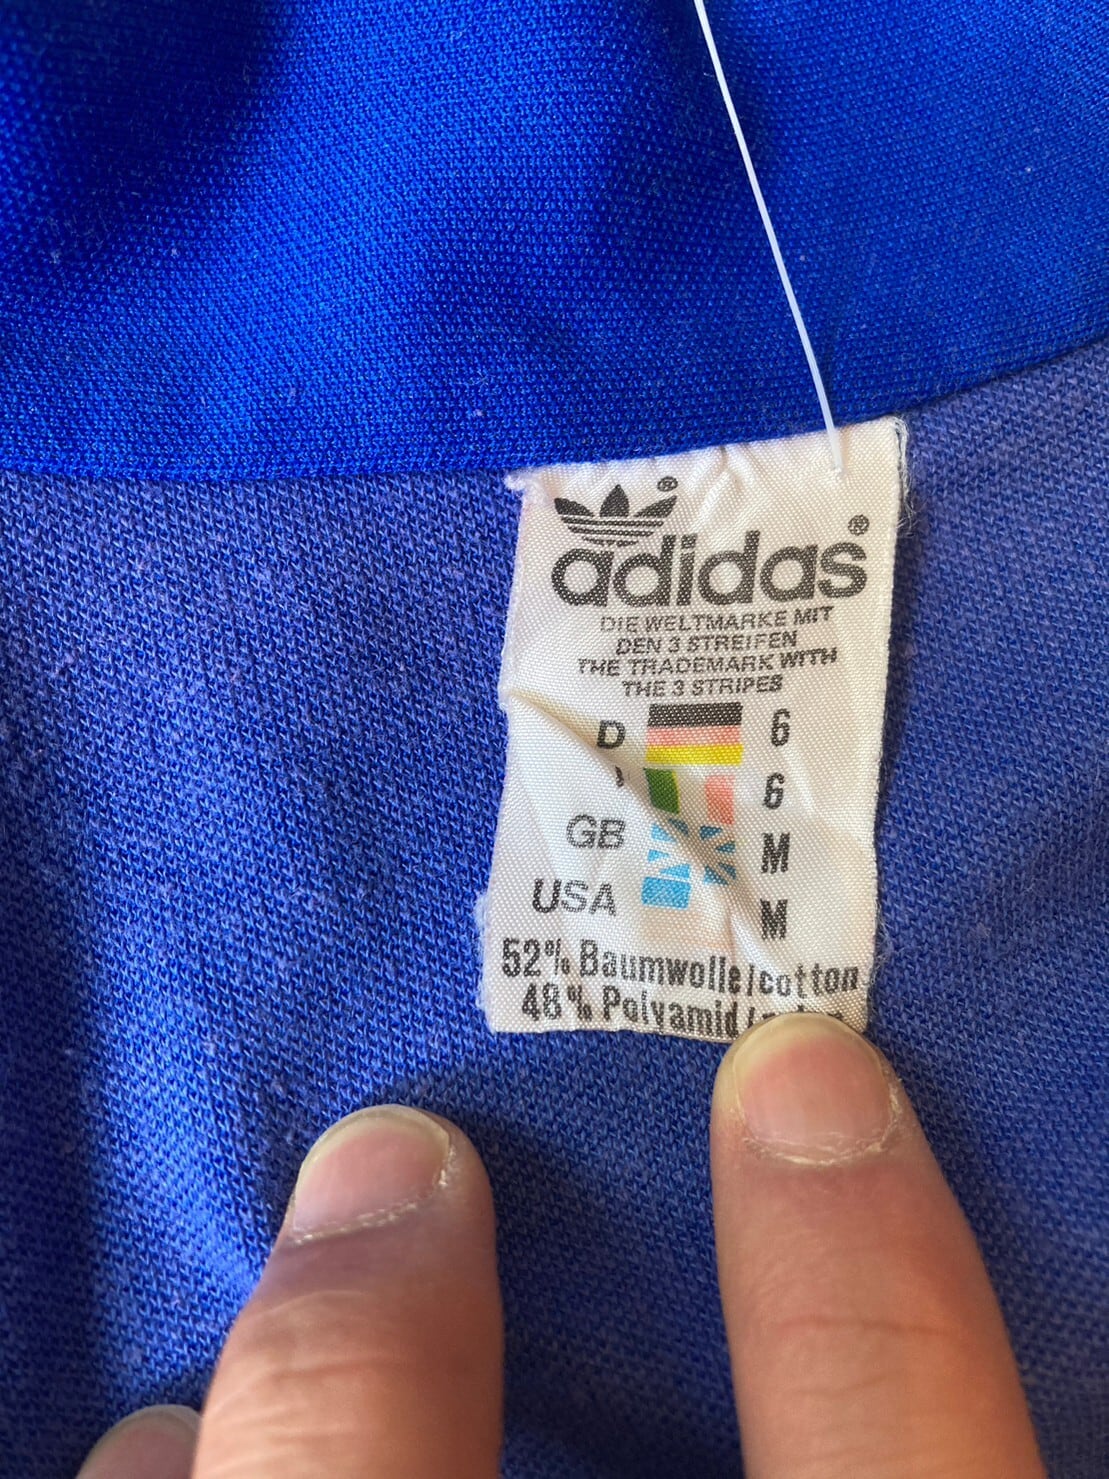 adidas®
DIE WELTMARKE MIT
DEN 3 STREIFEN
THE TRADEMARK WITH
THE 3 STRIPES
D 6
I 6
GB M
USA M
52% Baumwolle/cotton
48% Polyamid/